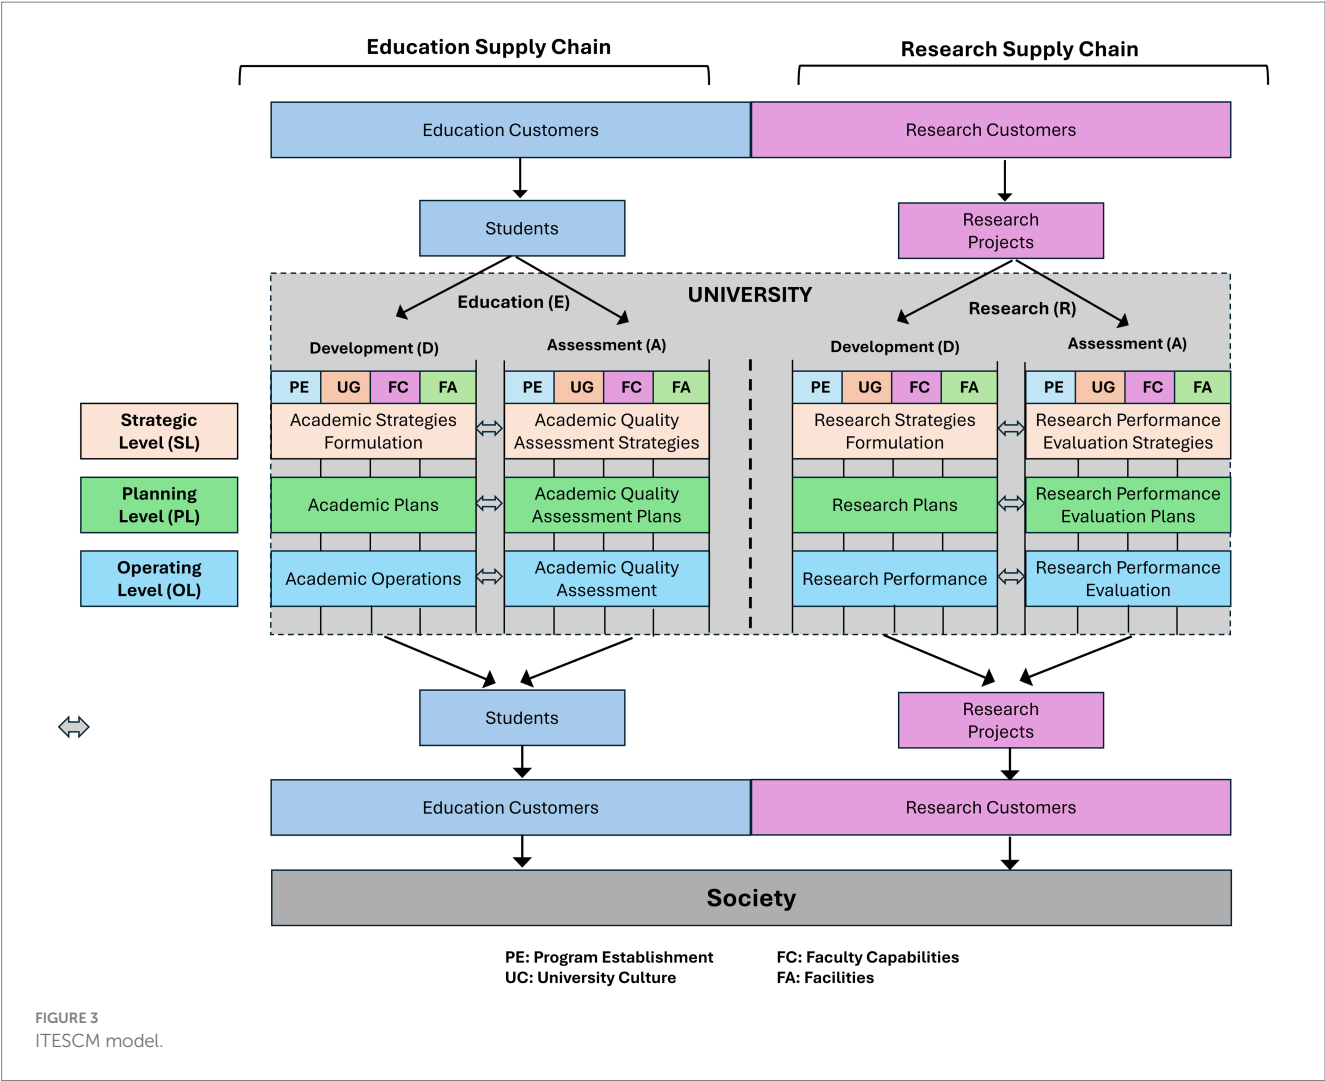 Education Supply Chain
Research Supply Chain
Education Customers
Research Customers
Students
Research
Projects
UNIVERSITY
Education (E)
Research (R)
Development (D)
Assessment (A)
Development (D)
Assessment (A)
PE UG FC FA
PE UG FC FA
PE UG FC FA
PE UG FC FA
Strategic
Level (SL)
Academic Strategies
Formulation
Academic Quality
Assessment Strategies
Research Strategies
Formulation
Research Performance
Evaluation Strategies
Planning
Level (PL)
Academic Plans
Academic Quality
Assessment Plans
Research Plans
Research Performance
Evaluation Plans
Operating
Level (OL)
Academic Operations
Academic Quality
Assessment
Research Performance
Research Performance
Evaluation
Students
Research
Projects
Education Customers
Research Customers
Society
PE: Program Establishment
UC: University Culture
FC: Faculty Capabilities
FA: Facilities
FIGURE 3
ITESCM model.